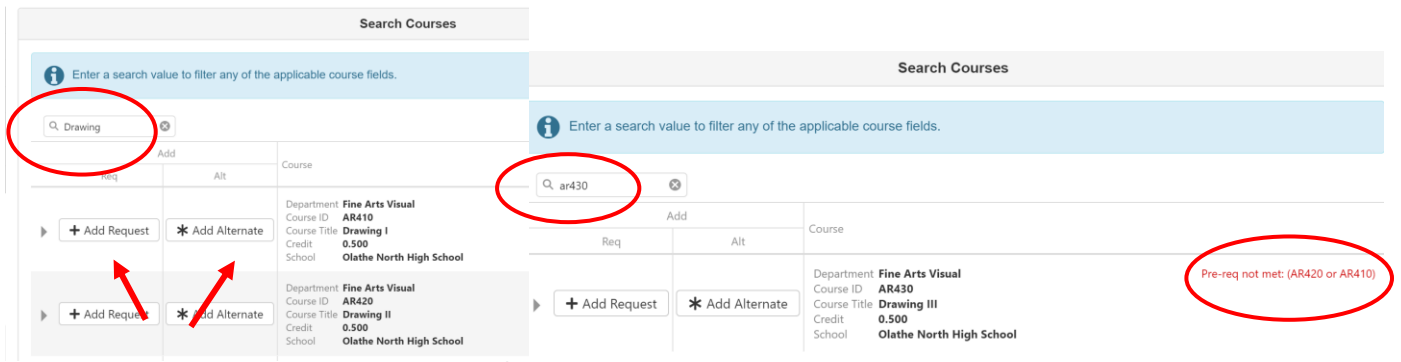 Search Courses
Enter a search value to filter any of the applicable course fields.
Drawing
Add
Course
Req Alt
Department Fine Arts Visual
Course ID AR410
+ Add Request * Add Alternate Course Title Drawing I
Credit 0.500
School Olathe North High School
Department Fine Arts Visual
Course ID AR420
+ Add Request * Add Alternate Course Title Drawing II
Credit 0.500
School Olathe North High School
Search Courses
Enter a search value to filter any of the applicable course fields.
ar430
Add
Course
Req Alt
Department Fine Arts Visual Pre-req not met: (AR420 or AR410)
Course ID AR430
+ Add Request * Add Alternate Course Title Drawing III
Credit 0.500
School Olathe North High School